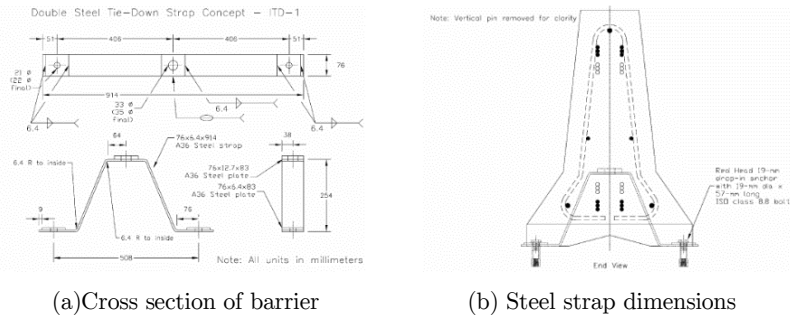 Double Steel Tie-Down Strap Concept - ITD-1
51
406
406
51
76
21 Ø
(22 Ø
final)
914
33 Ø
(35 Ø
final)
6.4
6.4
6.4
64
76x6.4x914
A36 Steel strap
38
6.4 R to inside
76x12.7x83
A36 Steel plate
76x6.4x83
A36 Steel plate
254
9
76
6.4 R to inside
508
Note: All units in millimeters
Note: Vertical pin removed for clarity
Red Head 19-mm
drop-in anchor
with 19-mm dia x
57-mm long
ISO class 8.8 bolt
End View
(a)Cross section of barrier
(b) Steel strap dimensions